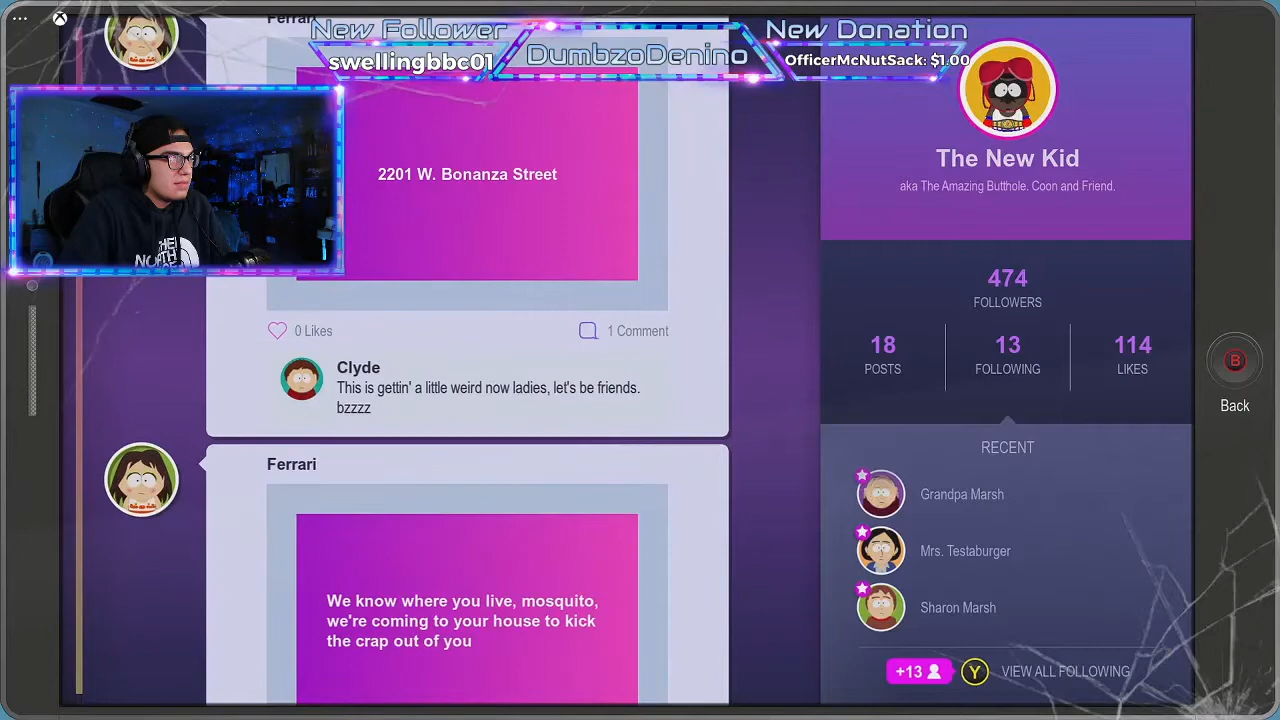 Ferrari
New Follower
swellingbbc01
DumbzoDenino
New Donation
OfficerMcNutSack: $1.00
2201 W. Bonanza Street
0 Likes
1 Comment
Clyde
This is gettin' a little weird now ladies, let's be friends.
bzzzz
Ferrari
We know where you live, mosquito,
we're coming to your house to kick
the crap out of you
The New Kid
aka The Amazing Butthole. Coon and Friend.
474
FOLLOWERS
18
POSTS
13
FOLLOWING
114
LIKES
RECENT
Grandpa Marsh
Mrs. Testaburger
Sharon Marsh
+13
Y
VIEW ALL FOLLOWING
B
Back
THE
NORTH